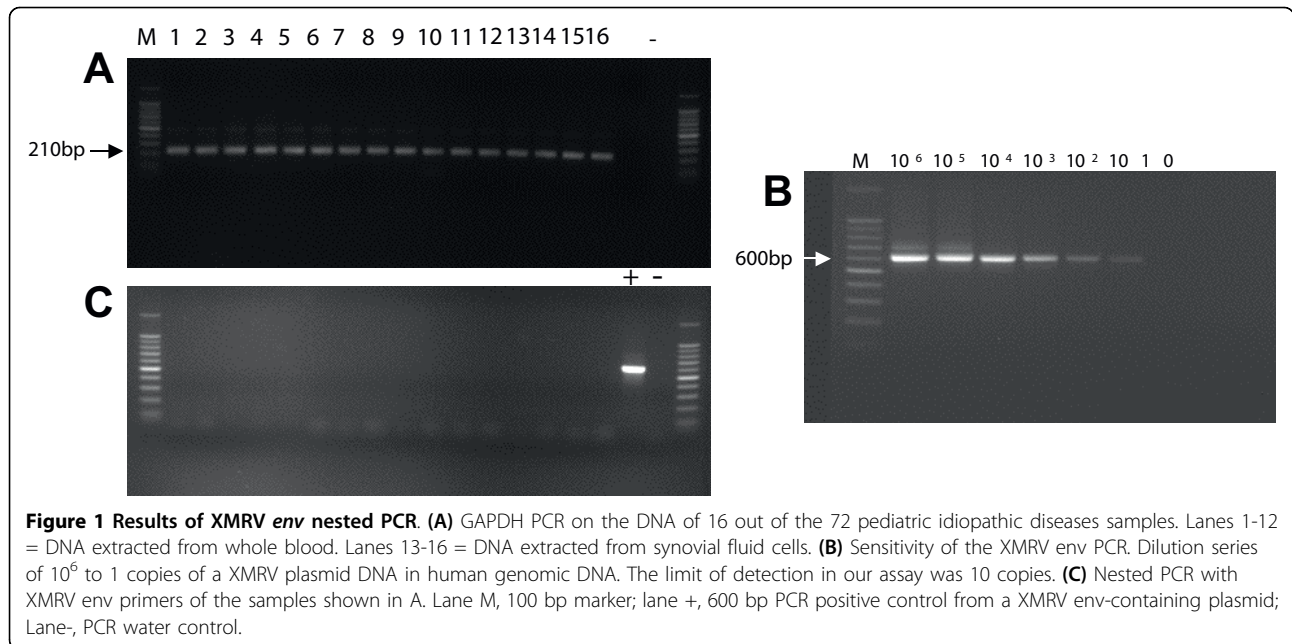 M 1 2 3 4 5 6 7 8 9 10 11 12 13 14 15 16 -
A
210bp
M 10 6 10 5 10 4 10 3 10 2 10 1 0
B
600bp
+ -
C
Figure 1 Results of XMRV env nested PCR. (A) GAPDH PCR on the DNA of 16 out of the 72 pediatric idiopathic diseases samples. Lanes 1-12
= DNA extracted from whole blood. Lanes 13-16 = DNA extracted from synovial fluid cells. (B) Sensitivity of the XMRV env PCR. Dilution series
of 10⁶ to 1 copies of a XMRV plasmid DNA in human genomic DNA. The limit of detection in our assay was 10 copies. (C) Nested PCR with
XMRV env primers of the samples shown in A. Lane M, 100 bp marker; lane +, 600 bp PCR positive control from a XMRV env-containing plasmid;
Lane-, PCR water control.